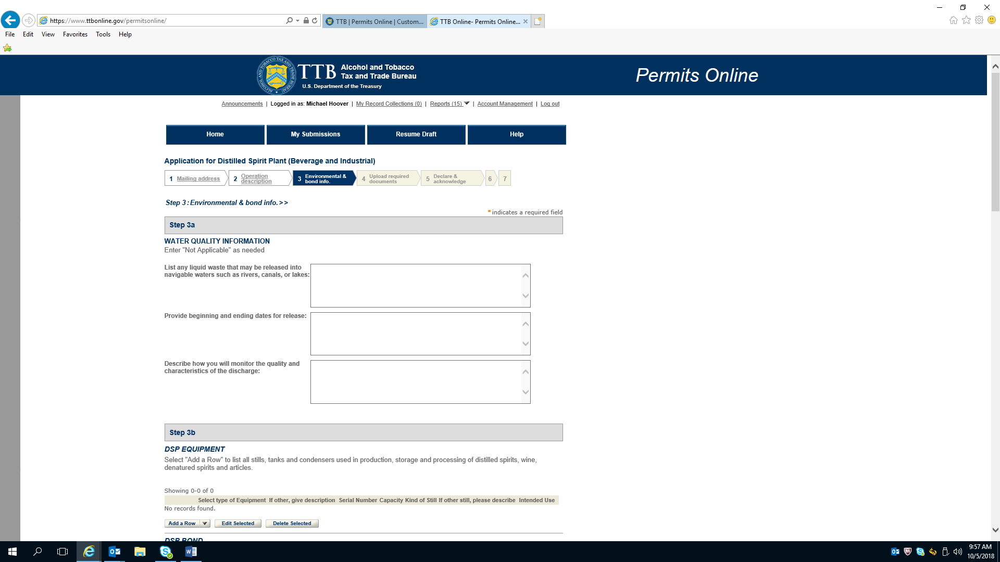 https://www.ttbonline.gov/permitsonline/
TTB | Permits Online | Custom...
TTB Online- Permits Online...
File Edit View Favorites Tools Help
TTB Alcohol and Tobacco
Tax and Trade Bureau
U.S. Department of the Treasury
Permits Online
Announcements | Logged in as: Michael Hoover | My Record Collections (0) | Reports (15) | Account Management | Log out
Home My Submissions Resume Draft Help
Application for Distilled Spirit Plant (Beverage and Industrial)
1 Mailing address
2 Operation description
3 Environmental & bond info.
4 Upload required documents
5 Declare & acknowledge
6
7
Step 3:Environmental & bond info.>>
*indicates a required field
Step 3a
WATER QUALITY INFORMATION
Enter "Not Applicable" as needed
List any liquid waste that may be released into
navigable waters such as rivers, canals, or lakes:
Provide beginning and ending dates for release:
Describe how you will monitor the quality and
characteristics of the discharge:
Step 3b
DSP EQUIPMENT
Select "Add a Row" to list all stills, tanks and condensers used in production, storage and processing of distilled spirits, wine,
denatured spirits and articles.
Showing 0-0 of 0
Select type of Equipment If other, give description Serial Number Capacity Kind of Still If other still, please describe Intended Use
No records found.
Add a Row Edit Selected Delete Selected
DSP BOND
9:57 AM
10/5/2018